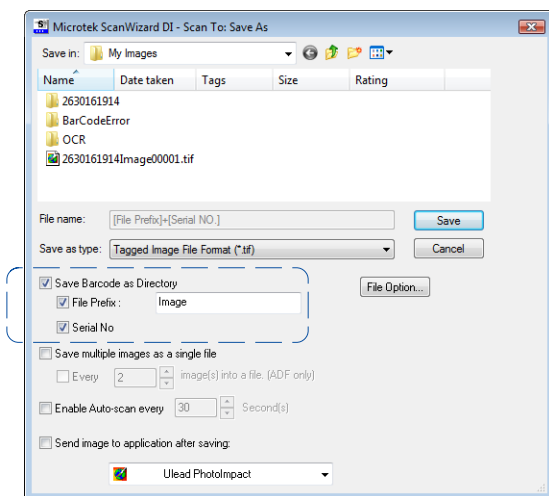 Microtek ScanWizard DI - Scan To: Save As
Save in: My Images
Name Date taken Tags Size Rating
2630161914
BarCodeError
OCR
2630161914Image00001.tif
File name: [File Prefix]+[Serial NO.] Save
Save as type: Tagged Image File Format (*.tif) Cancel
Save Barcode as Directory File Option...
File Prefix : Image
Serial No
Save multiple images as a single file
Every 2 image(s) into a file. (ADF only)
Enable Auto-scan every 30 Second(s)
Send image to application after saving:
Ulead PhotoImpact